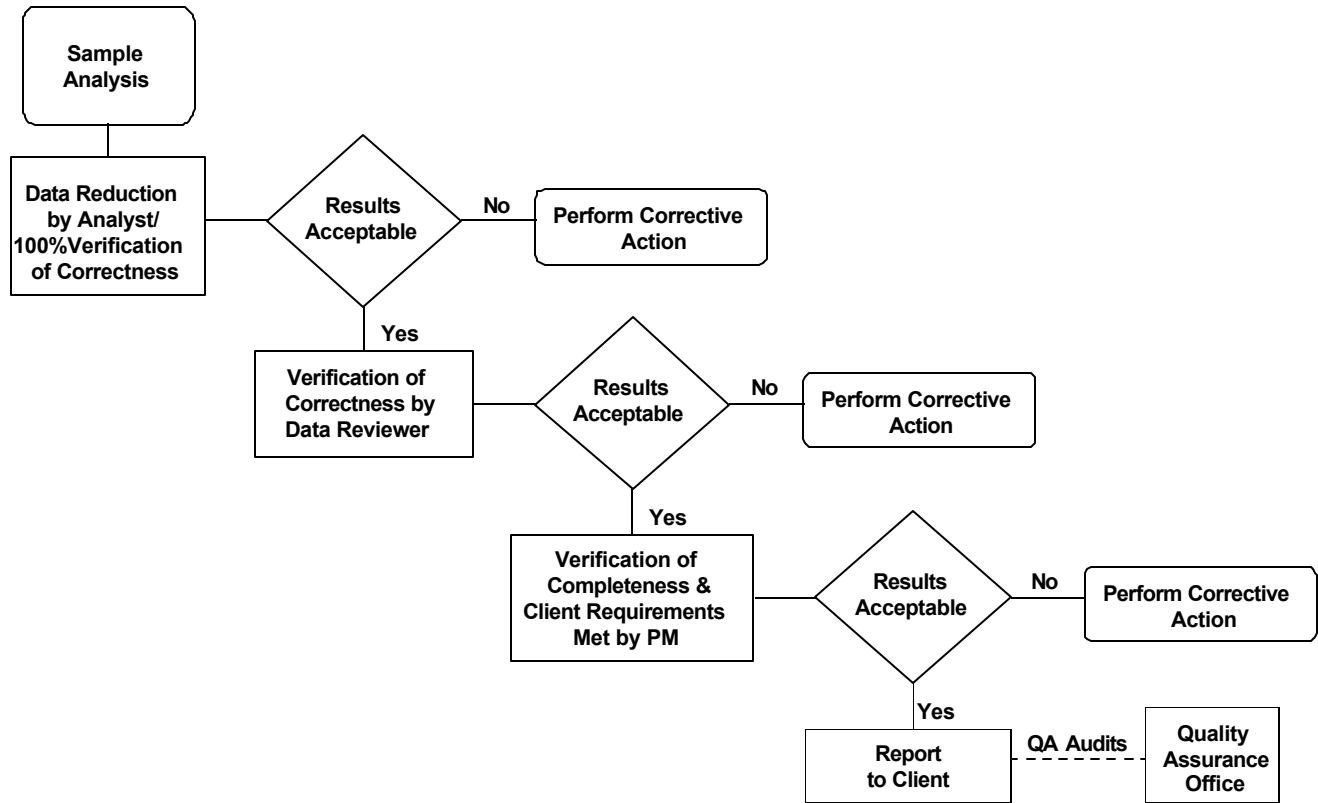 Sample
Analysis
Data Reduction
by Analyst/
100%Verification
of Correctness
Results
Acceptable
No
Perform Corrective
Action
Yes
Verification of
Correctness by
Data Reviewer
Results
Acceptable
No
Perform Corrective
Action
Yes
Verification of
Completeness &
Client Requirements
Met by PM
Results
Acceptable
No
Perform Corrective
Action
Yes
Report
to Client
QA Audits
Quality
Assurance
Office